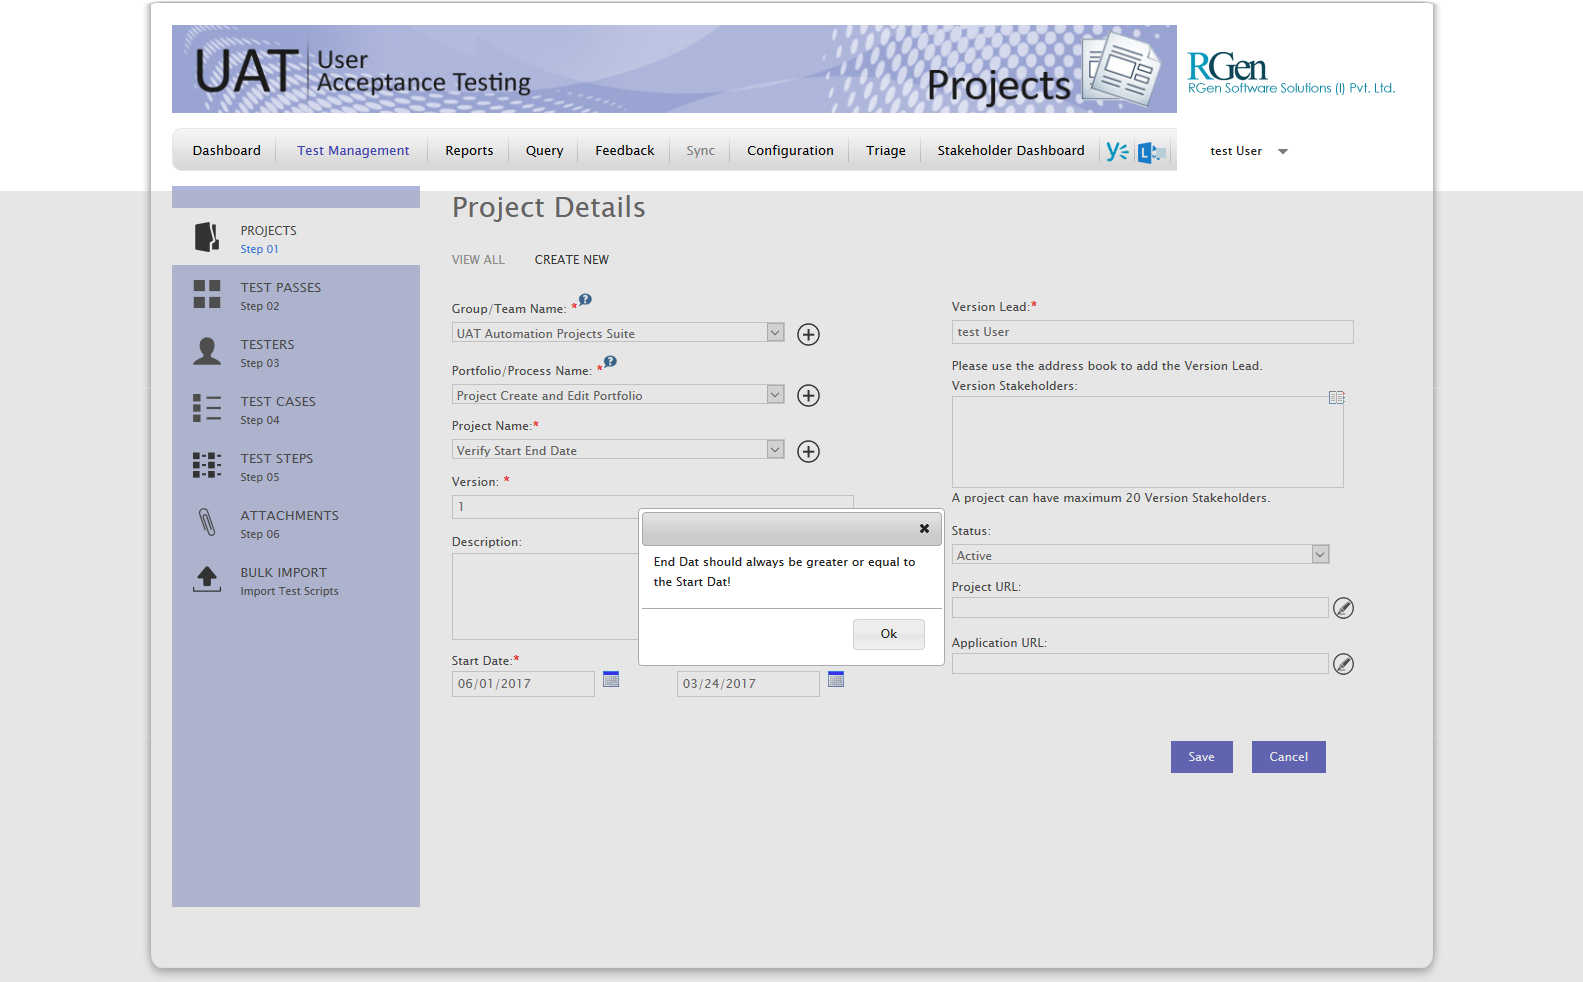 UAT
User
Acceptance Testing
Projects
RGen
RGen Software Solutions (I) Pvt. Ltd.
Dashboard
Test Management
Reports
Query
Feedback
Sync
Configuration
Triage
Stakeholder Dashboard
test User
PROJECTS
Step 01
TEST PASSES
Step 02
TESTERS
Step 03
TEST CASES
Step 04
TEST STEPS
Step 05
ATTACHMENTS
Step 06
BULK IMPORT
Import Test Scripts
Project Details
VIEW ALL
CREATE NEW
Group/Team Name: *
UAT Automation Projects Suite
Portfolio/Process Name: *
Project Create and Edit Portfolio
Project Name:*
Verify Start End Date
Version: *
1
Description:
Start Date:*
06/01/2017
03/24/2017
End Dat should always be greater or equal to
the Start Dat!
Ok
Version Lead:*
test User
Please use the address book to add the Version Lead.
Version Stakeholders:
A project can have maximum 20 Version Stakeholders.
Status:
Active
Project URL:
Application URL:
Save
Cancel